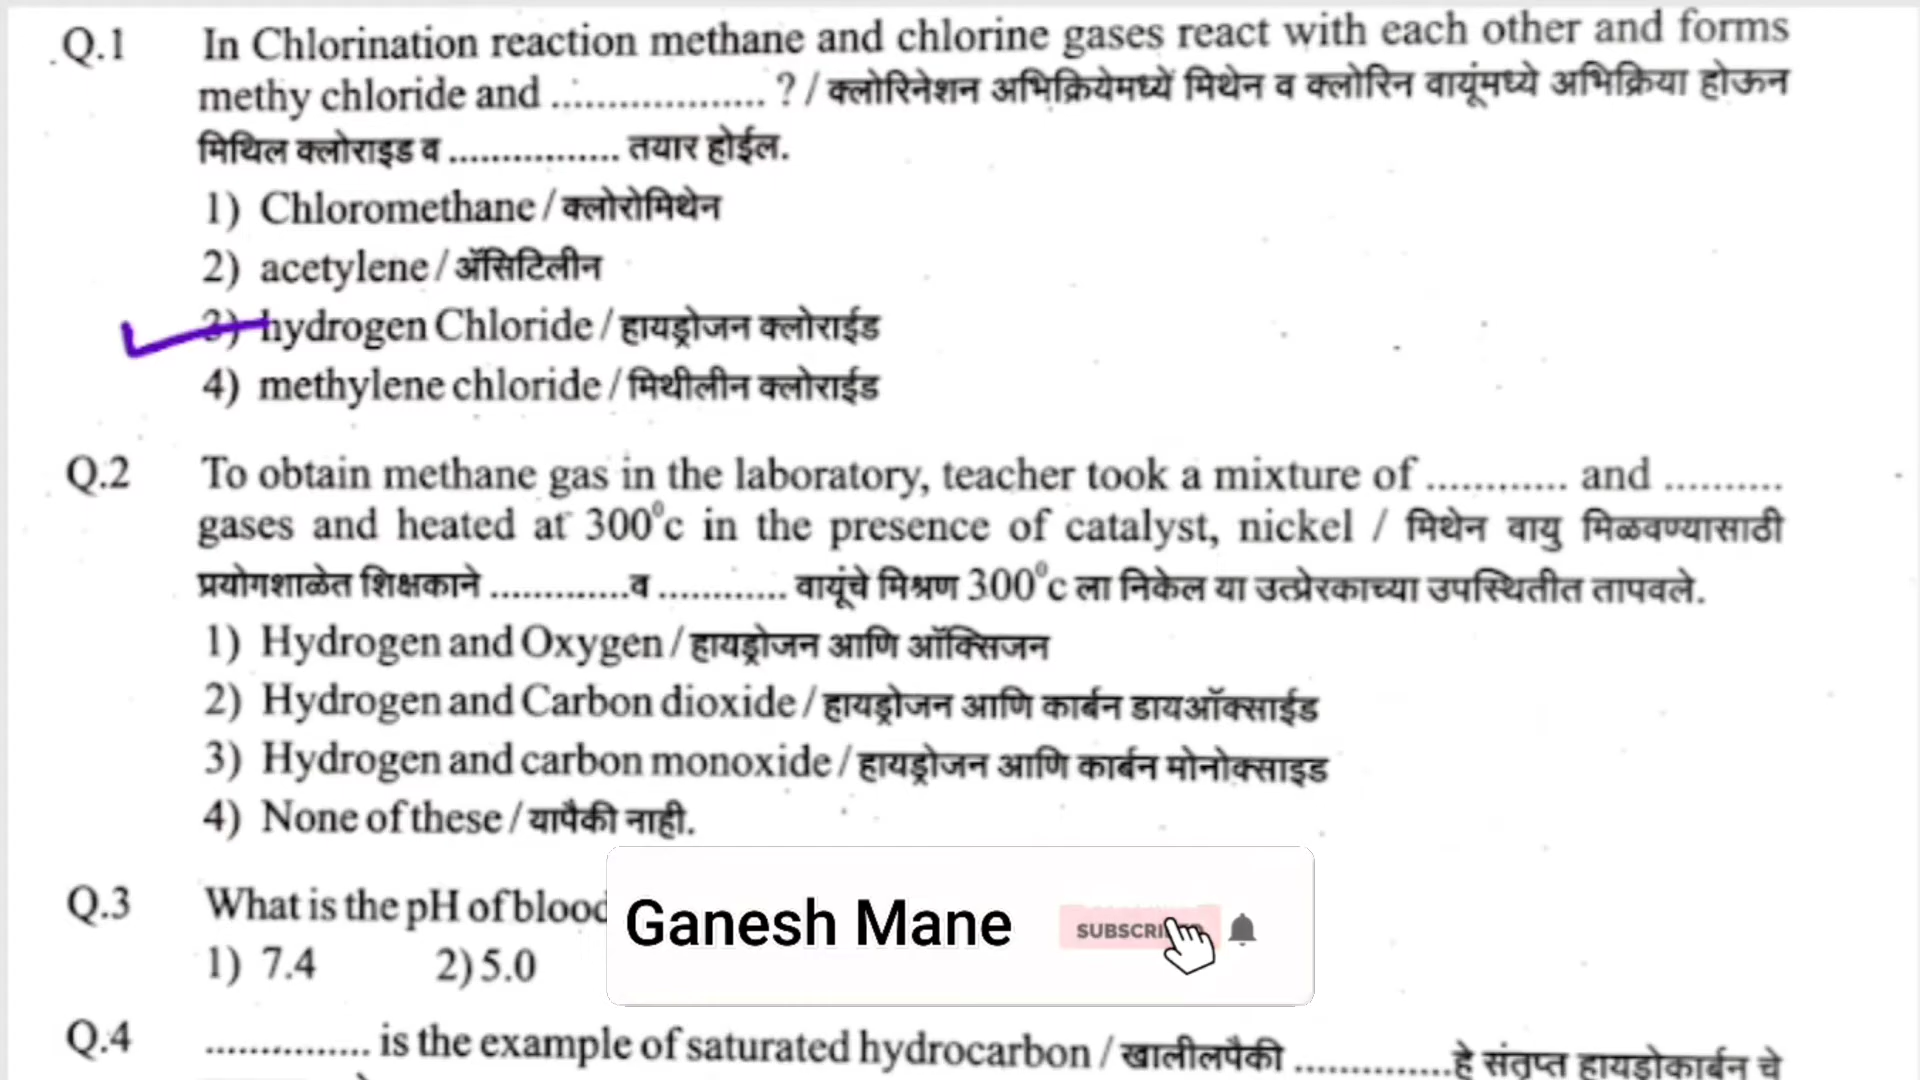 Q.1 In Chlorination reaction methane and chlorine gases react with each other and forms
methy chloride and ................... ? / क्लोरिनेशन अभिक्रियेमध्यें मिथेन व क्लोरिन वायूंमध्ये अभिक्रिया होऊन
मिथिल क्लोराइड व ................. तयार होईल.
1) Chloromethane / क्लोरोमिथेन
2) acetylene / ॲसिटिलीन
3) hydrogen Chloride / हायड्रोजन क्लोराईड
4) methylene chloride / मिथीलीन क्लोराईड
Q.2 To obtain methane gas in the laboratory, teacher took a mixture of ............ and ..........
gases and heated at 300°c in the presence of catalyst, nickel / मिथेन वायु मिळवण्यासाठी
प्रयोगशाळेत शिक्षकाने .............व ............ वायूंचे मिश्रण 300°c ला निकेल या उत्प्रेरकाच्या उपस्थितीत तापवले.
1) Hydrogen and Oxygen / हायड्रोजन आणि ऑक्सिजन
2) Hydrogen and Carbon dioxide / हायड्रोजन आणि कार्बन डायऑक्साईड
3) Hydrogen and carbon monoxide / हायड्रोजन आणि कार्बन मोनोक्साइड
4) None of these / यापैकी नाही.
Q.3 What is the pH of blood
1) 7.4 2) 5.0
Ganesh Mane
Q.4 ............... is the example of saturated hydrocarbon / खालीलपैकी ...............हे संतृप्त हायड्रोकार्बन चे